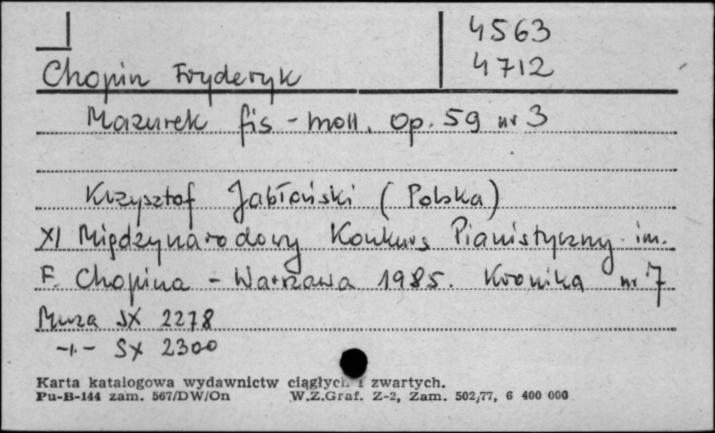 4563
4712
Chopin Fryderyk
Mazurek fis-moll. Op. 59 nr 3
Krzysztof Jabłoński (Polska)
XI Międzynarodowy Konkurs Pianistyczny im.
F. Chopina - Warszawa 1985. Kronika nr 7
Muza SX 2278
-„- SX 2300
Karta katalogowa wydawnictw ciągłych i zwartych.
Pu-B-144 zam. 567/DW/On W.Z.Graf. Z-2, Zam. 502/77, 6 400 000